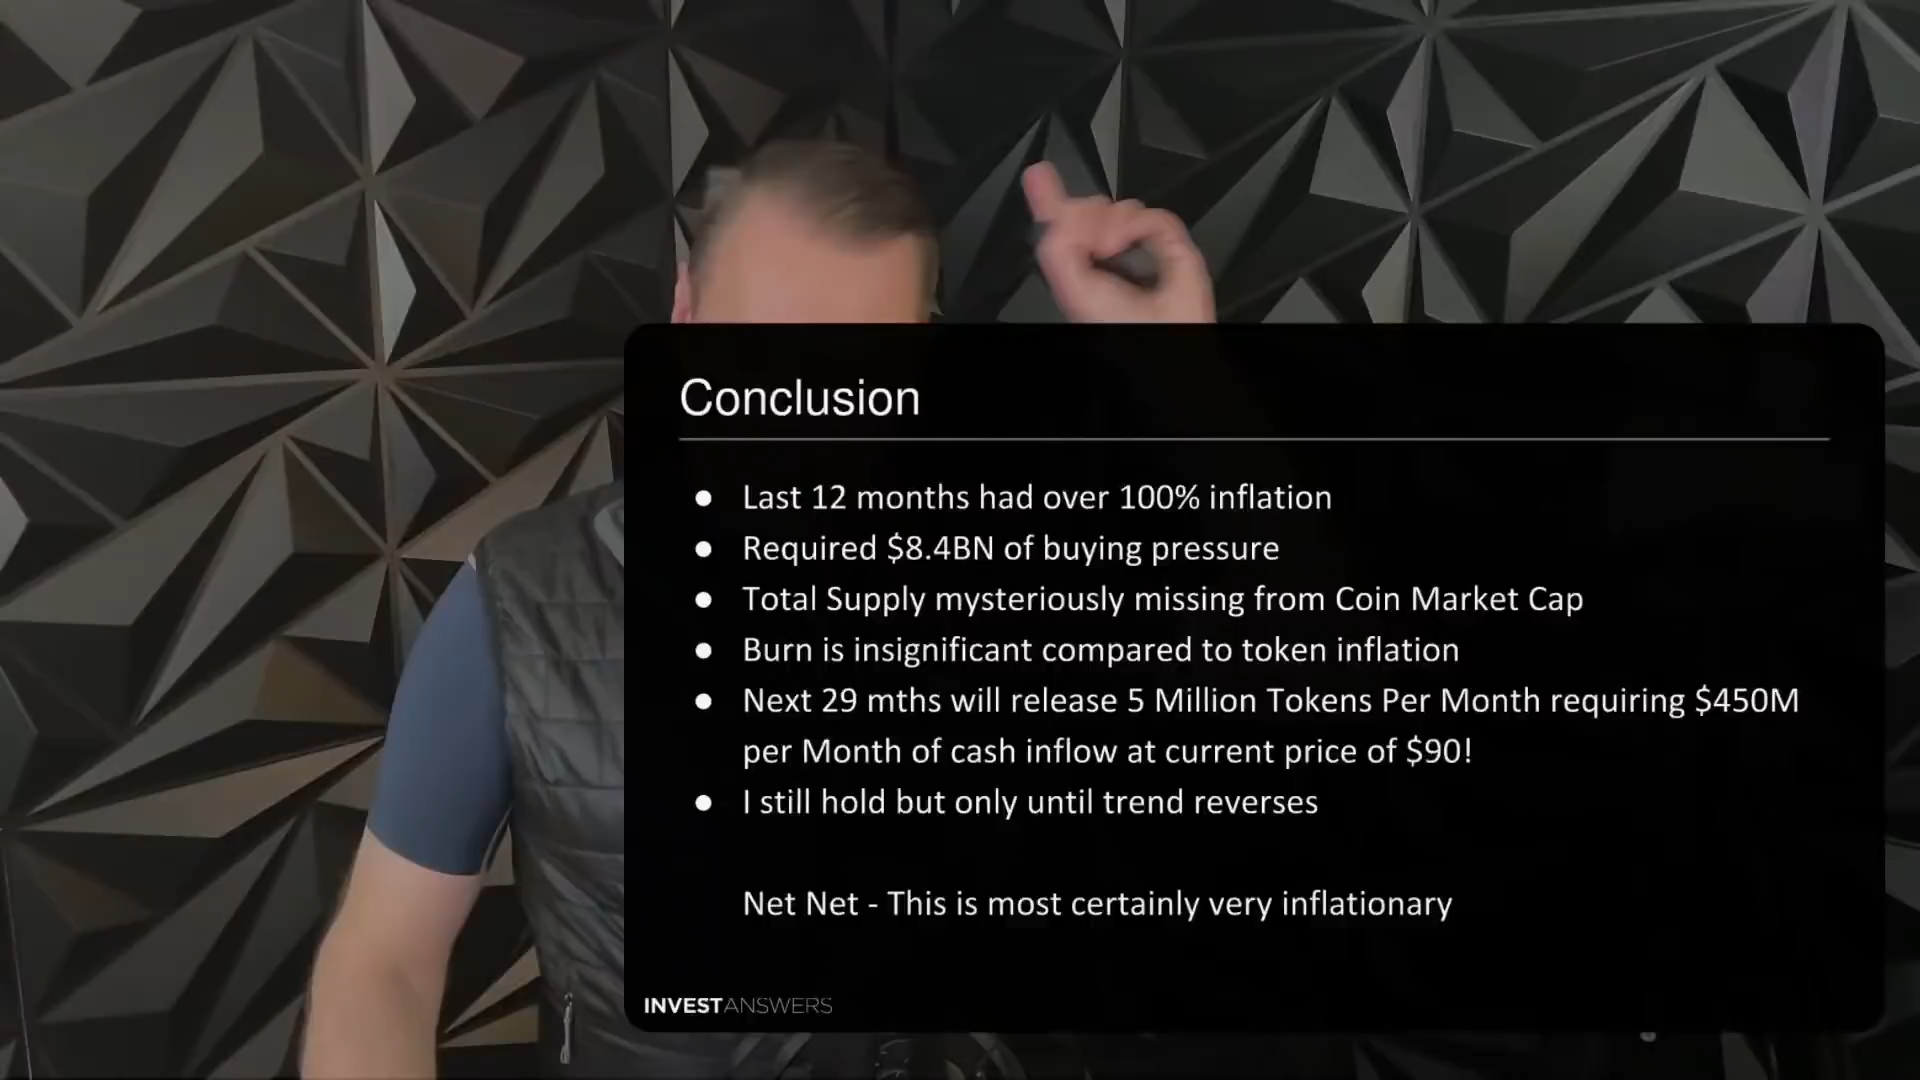 Conclusion
● Last 12 months had over 100% inflation
● Required $8.4BN of buying pressure
● Total Supply mysteriously missing from Coin Market Cap
● Burn is insignificant compared to token inflation
● Next 29 mths will release 5 Million Tokens Per Month requiring $450M
per Month of cash inflow at current price of $90!
● I still hold but only until trend reverses
Net Net - This is most certainly very inflationary
INVESTANSWERS